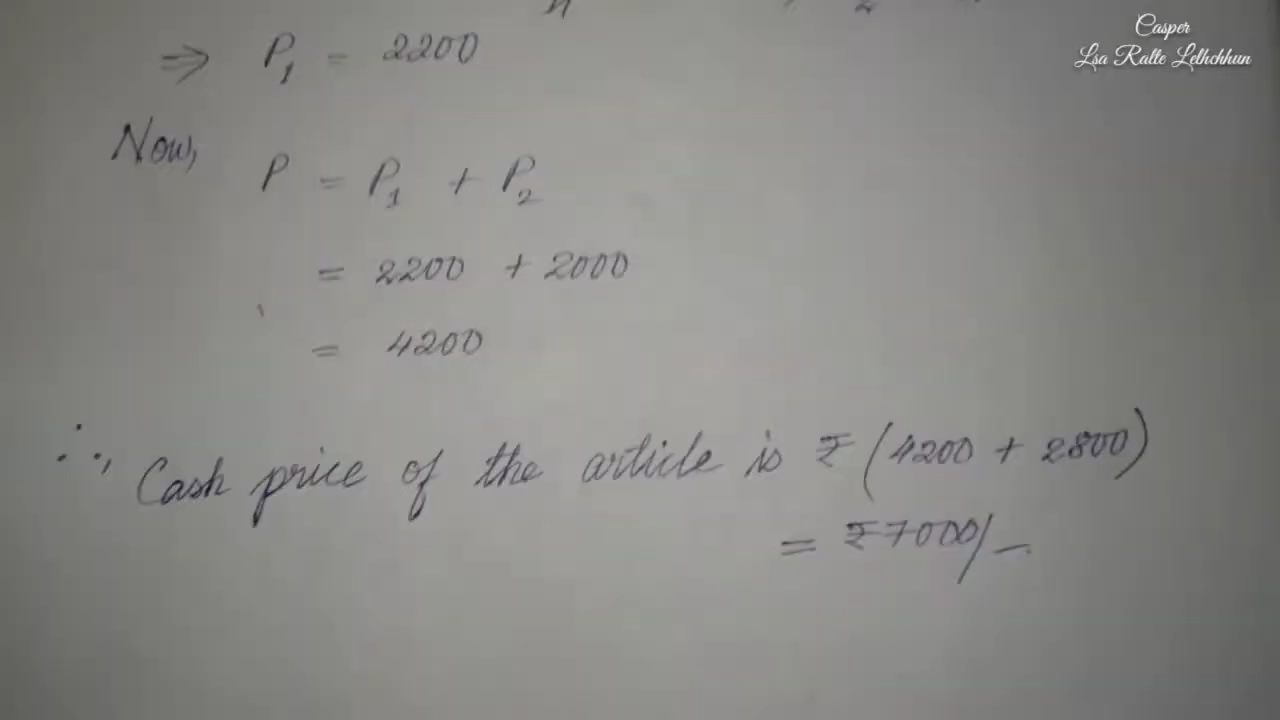 Casper
Lsa Ralte Lelhchhun
⇒ P₁ = 2200
Now,
P = P₁ + P₂
= 2200 + 2000
= 4200
∴, Cash price of the article is ₹ (4200 + 2800)
= ₹7000/—